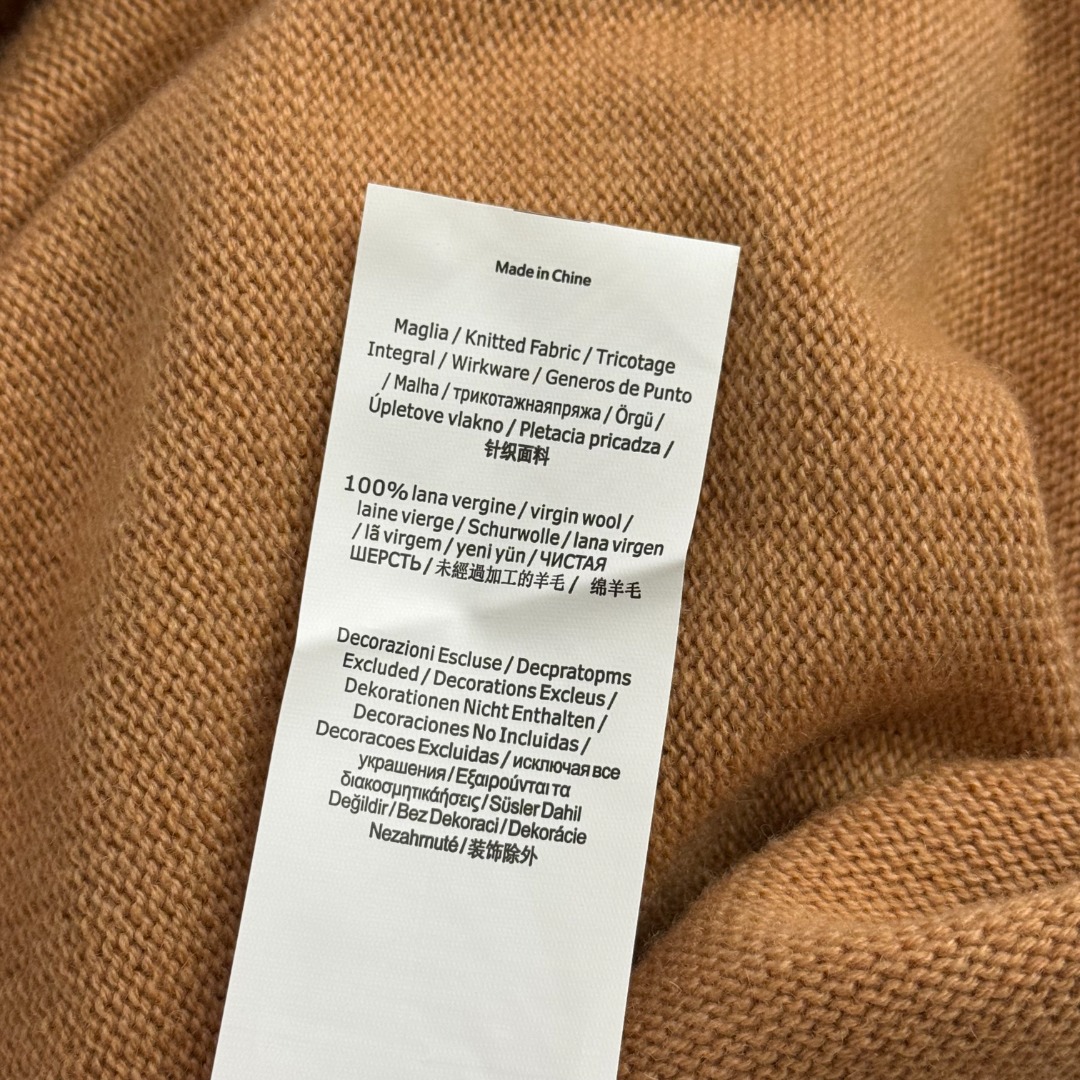 Made in Chine
Maglia / Knitted Fabric / Tricotage
Integral / Wirkware / Generos de Punto
/ Malha / трикотажнаяпряжа / Örgü /
Úpletove vlakno / Pletacia pricadza /
针织面料
100% lana vergine / virgin wool /
laine vierge / Schurwolle / lana virgen
/ lã virgem / yeni yün / ЧИСТАЯ
ШЕРСТЬ / 未經過加工的羊毛 / 绵羊毛
Decorazioni Escluse / Decpratopms
Excluded / Decorations Excleus /
Dekorationen Nicht Enthalten /
Decoraciones No Incluidas /
Decoracoes Excluidas / исключая все
украшения / Εξαιρούνται τα
διακοσμητικάήσεις / Süsler Dahil
Değildir / Bez Dekoraci / Dekorácie
Nezahrnuté / 装饰除外